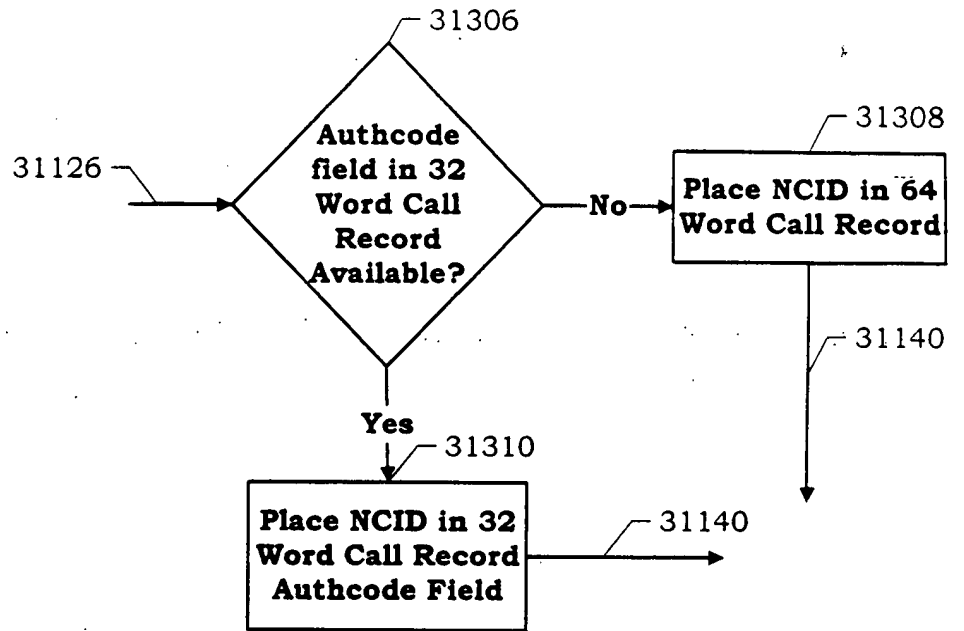 31306
Authcode
field in 32
Word Call
Record
Available?
31126
No
31308
Place NCID in 64
Word Call Record
31140
Yes
31310
Place NCID in 32
Word Call Record
Authcode Field
31140